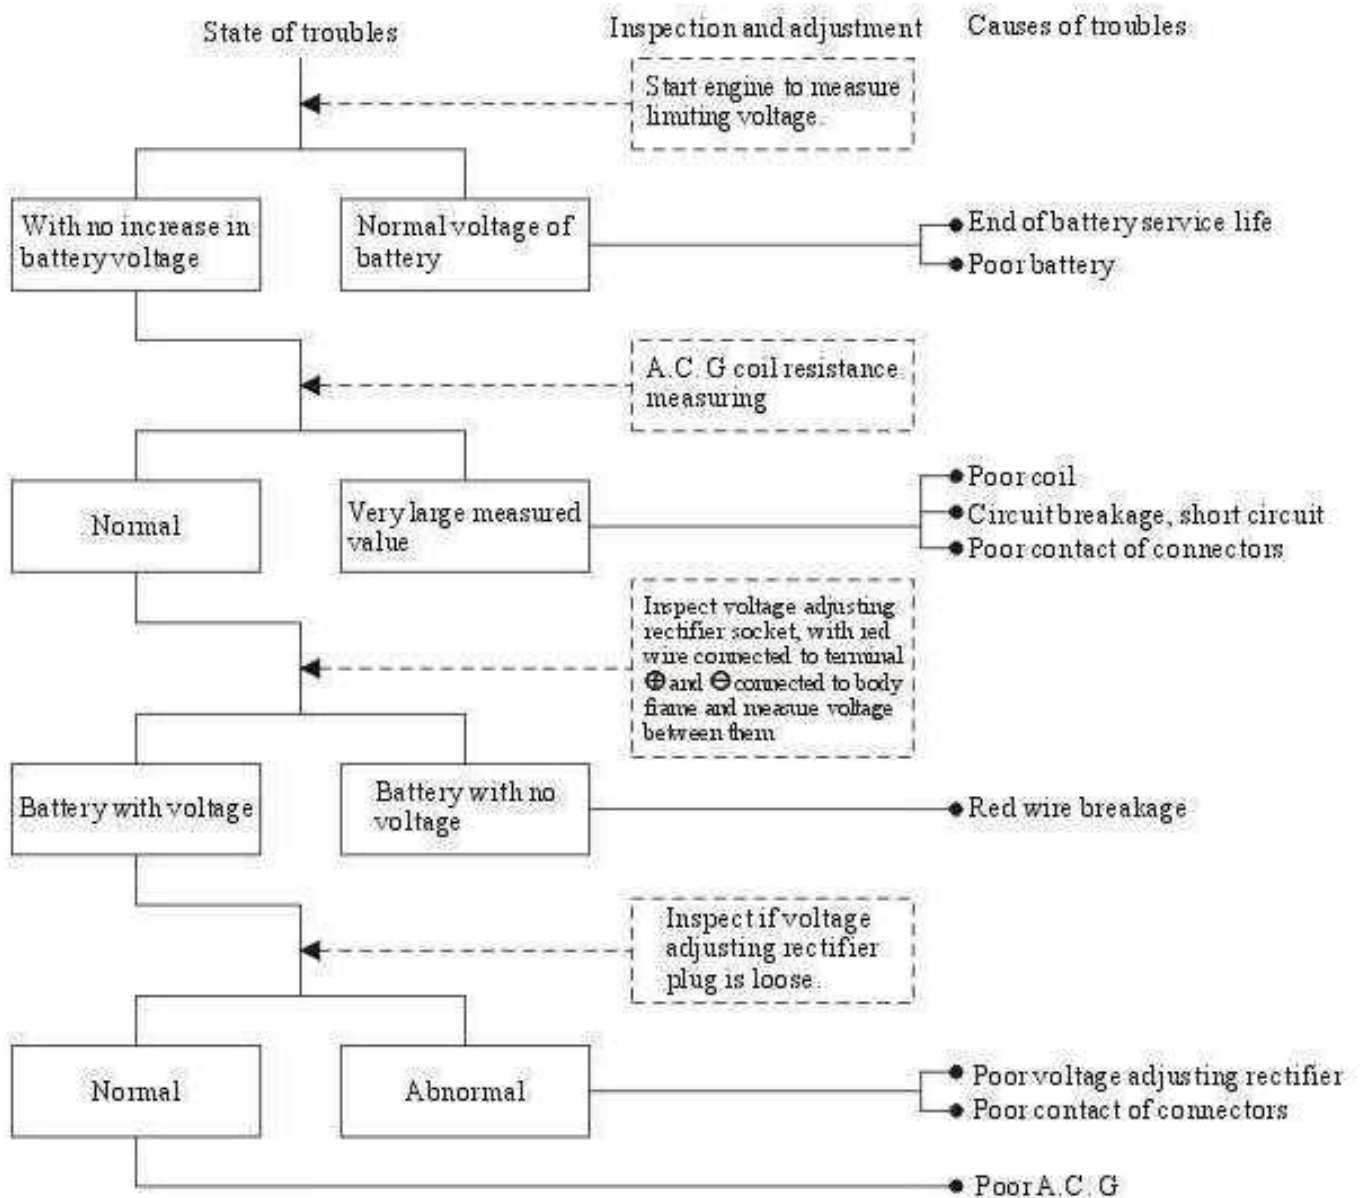 State of troubles
Inspection and adjustment
Causes of troubles
Start engine to measure
limiting voltage.
With no increase in
battery voltage
Normal voltage of
battery
End of battery service life
Poor battery
A.C. G coil resistance
measuring
Normal
Very large measured
value
Poor coil
Circuit breakage, short circuit
Poor contact of connectors
Inspect voltage adjusting
rectifier socket, with red
wire connected to terminal
⊕ and ⊖ connected to body
frame and measure voltage
between them
Battery with voltage
Battery with no
voltage
Red wire breakage
Inspect if voltage
adjusting rectifier
plug is loose.
Normal
Abnormal
Poor voltage adjusting rectifier
Poor contact of connectors
Poor A.C. G